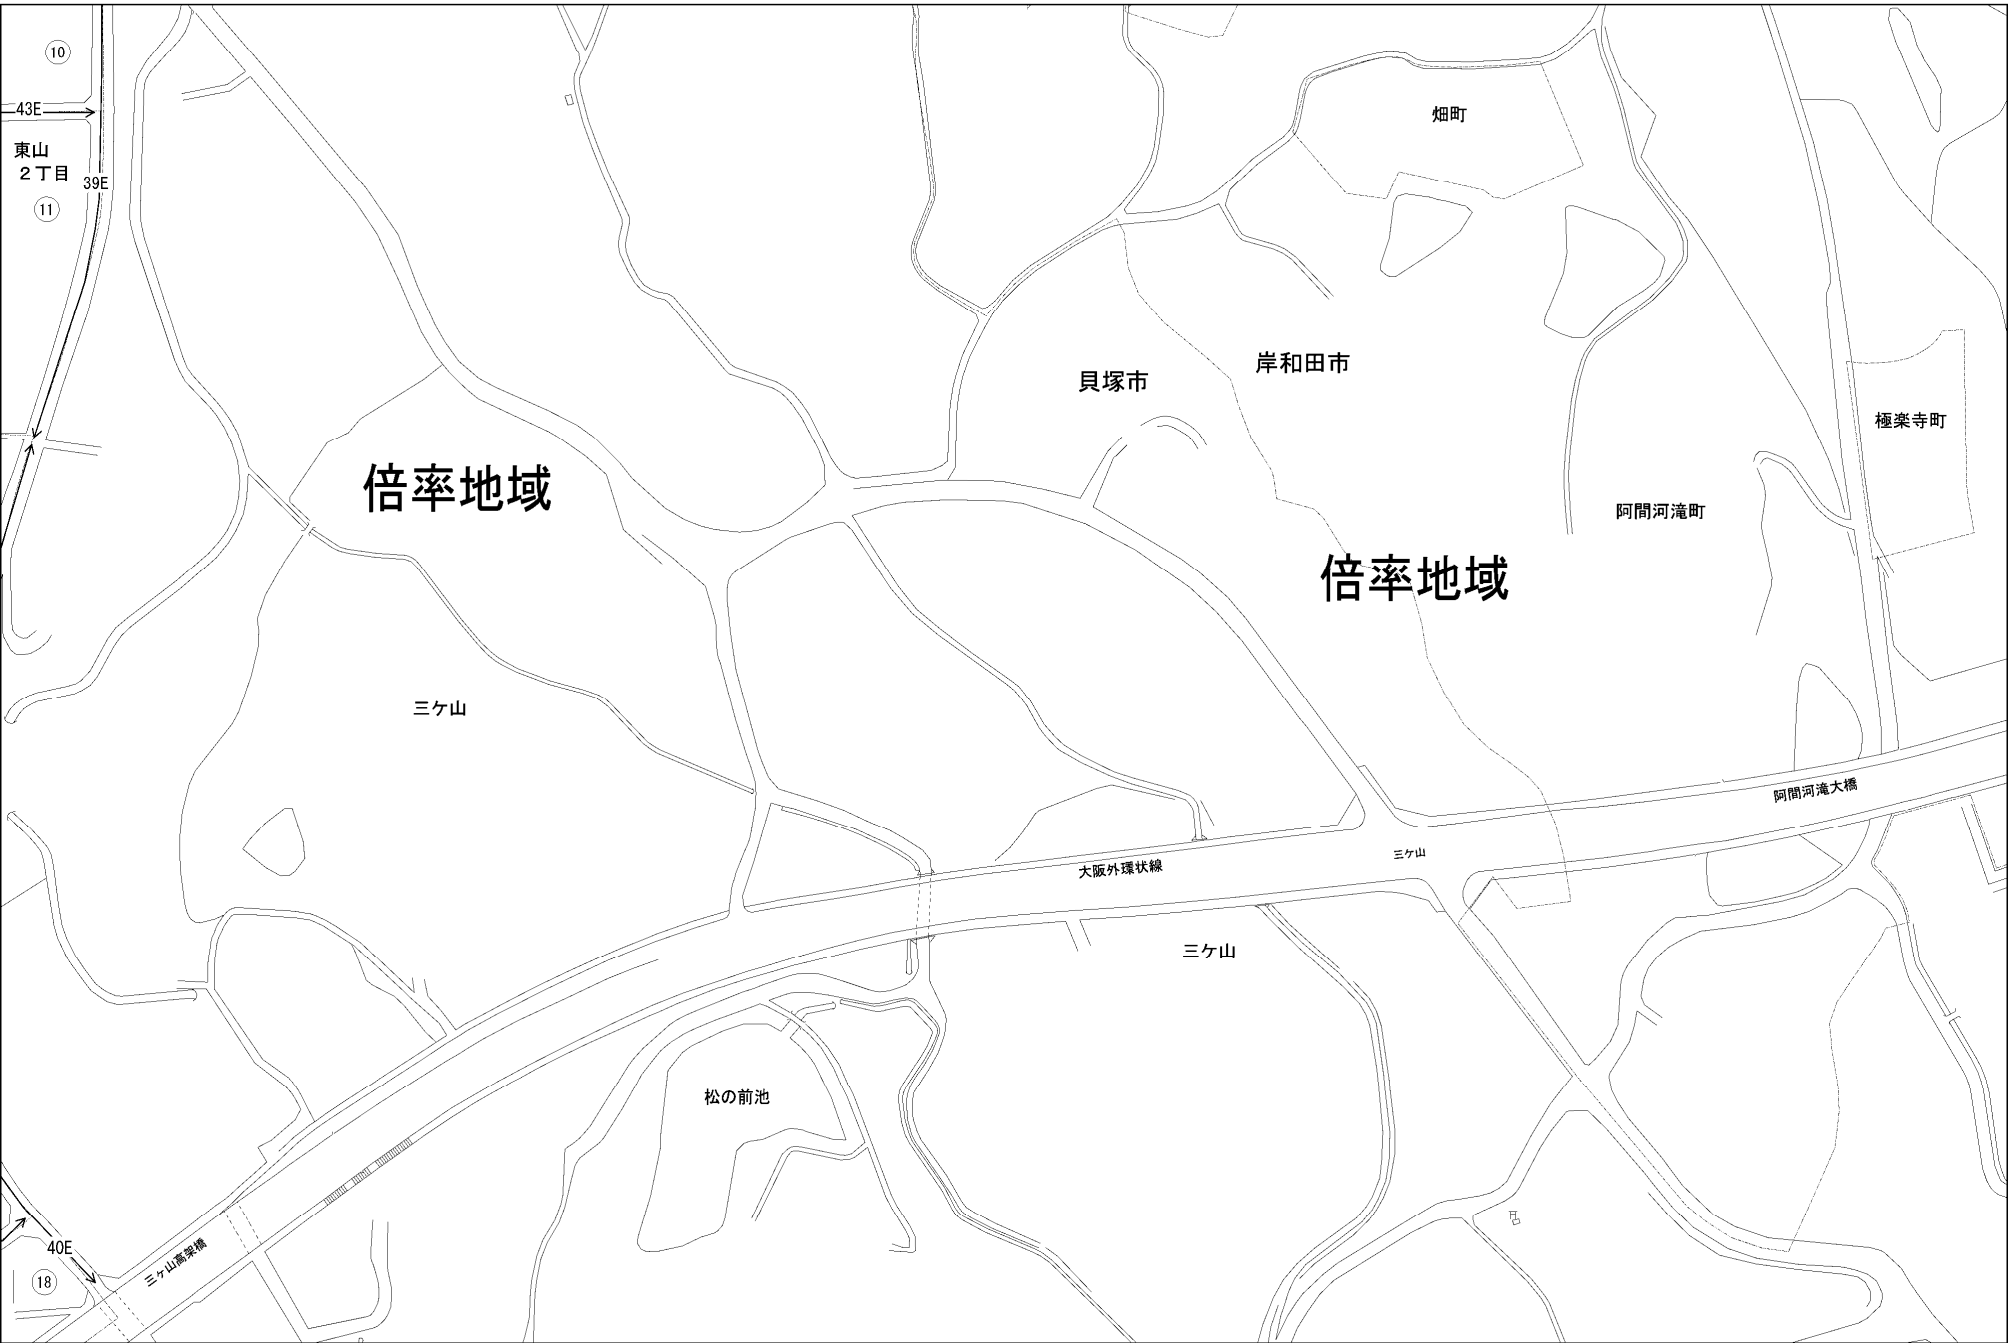 10
43E
畑町
東山
2丁目
39E
11
岸和田市
貝塚市
極楽寺町
倍率地域
阿間河滝町
倍率地域
三ケ山
阿間河滝大橋
三ケ山
大阪外環状線
三ケ山
松の前池
40E
三ヶ山高架橋
18